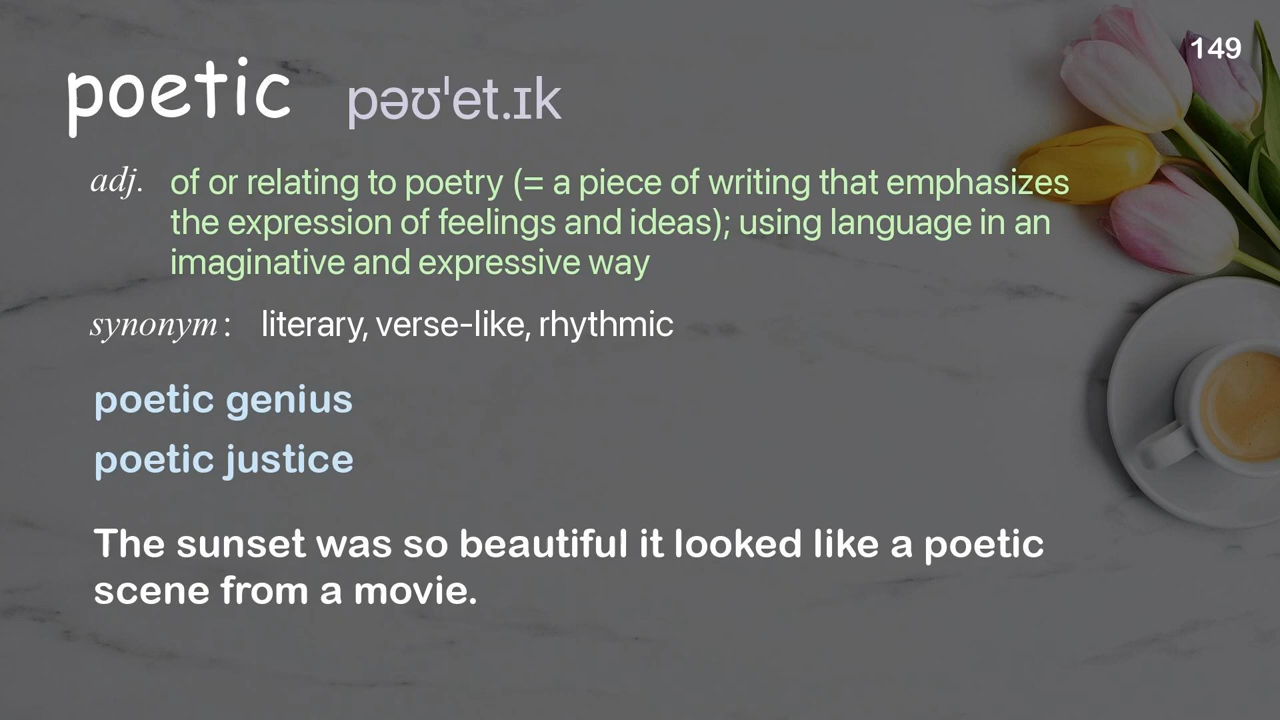 149
poetic pəʊˈet.ɪk
adj. of or relating to poetry (= a piece of writing that emphasizes
the expression of feelings and ideas); using language in an
imaginative and expressive way
synonym: literary, verse-like, rhythmic
poetic genius
poetic justice
The sunset was so beautiful it looked like a poetic
scene from a movie.